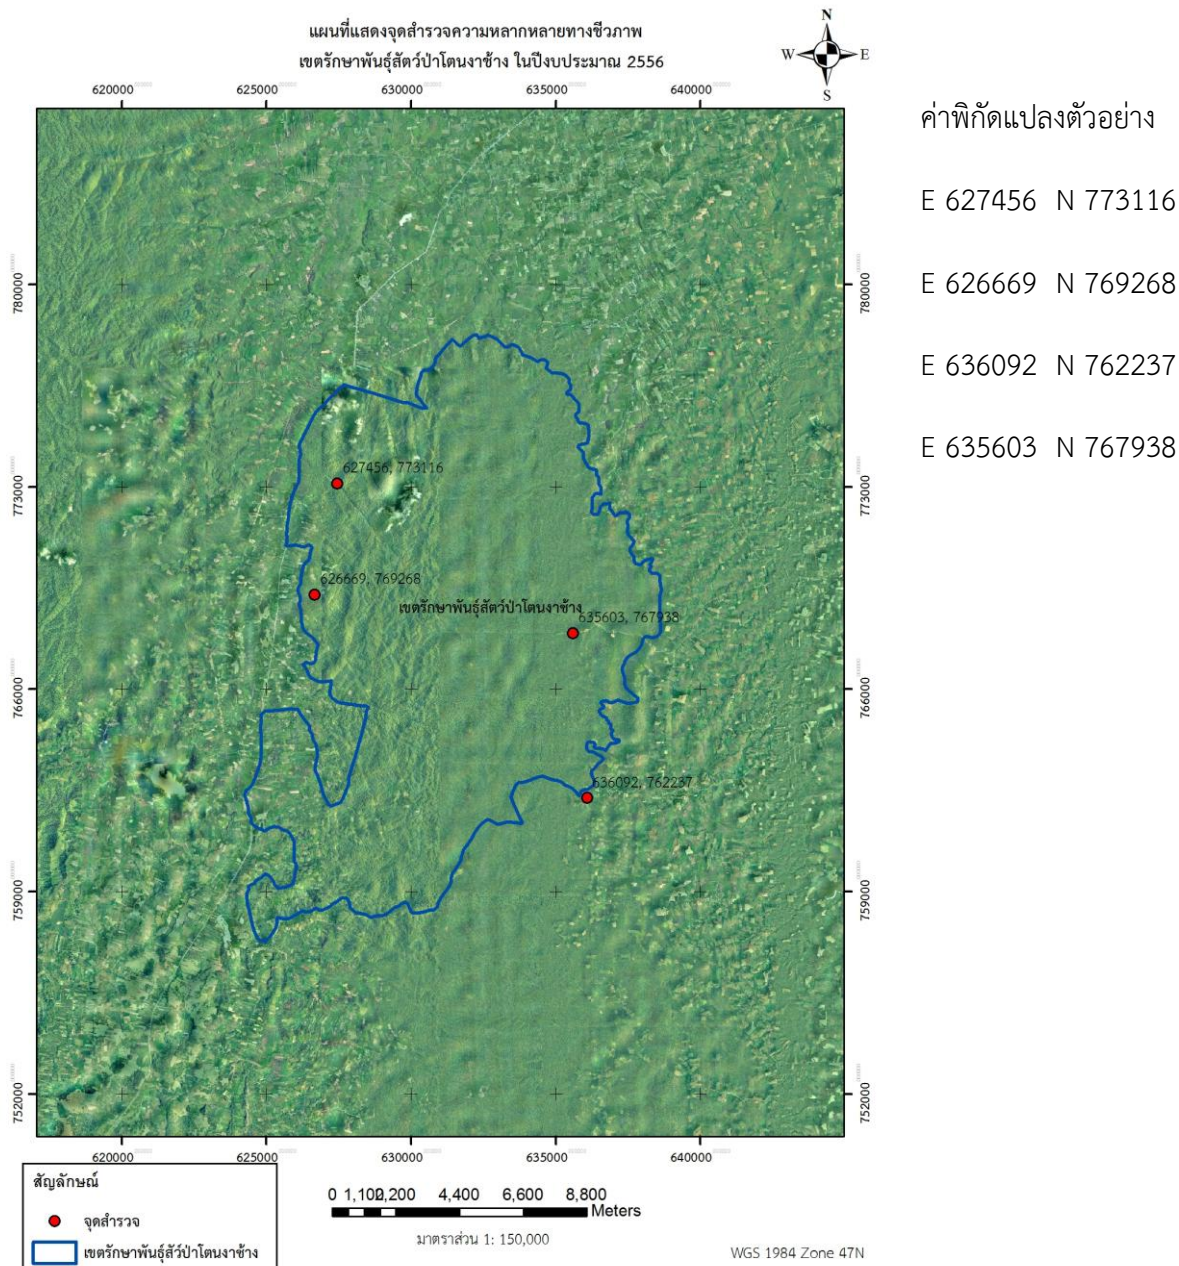 แผนที่แสดงจุดสำรวจความหลากหลายทางชีวภาพ
เขตรักษาพันธุ์สัตว์ป่าโตนงาช้าง ในปีงบประมาณ 2556
N
W E
S
620000 625000 630000 635000 640000
ค่าพิกัดแปลงตัวอย่าง
E 627456 N 773116
E 626669 N 769268
E 636092 N 762237
E 635603 N 767938
780000 780000
627456, 773116
773000 773000
626669, 769268
เขตรักษาพันธุ์สัตว์ป่าโตนงาช้าง
635603, 767938
766000 766000
636092, 762237
759000 759000
752000 752000
620000 625000 630000 635000 640000
สัญลักษณ์
จุดสำรวจ
เขตรักษาพันธุ์สัว์ป่าโตนงาช้าง
0 1,100 2,200 4,400 6,600 8,800
Meters
มาตราส่วน 1: 150,000
WGS 1984 Zone 47N